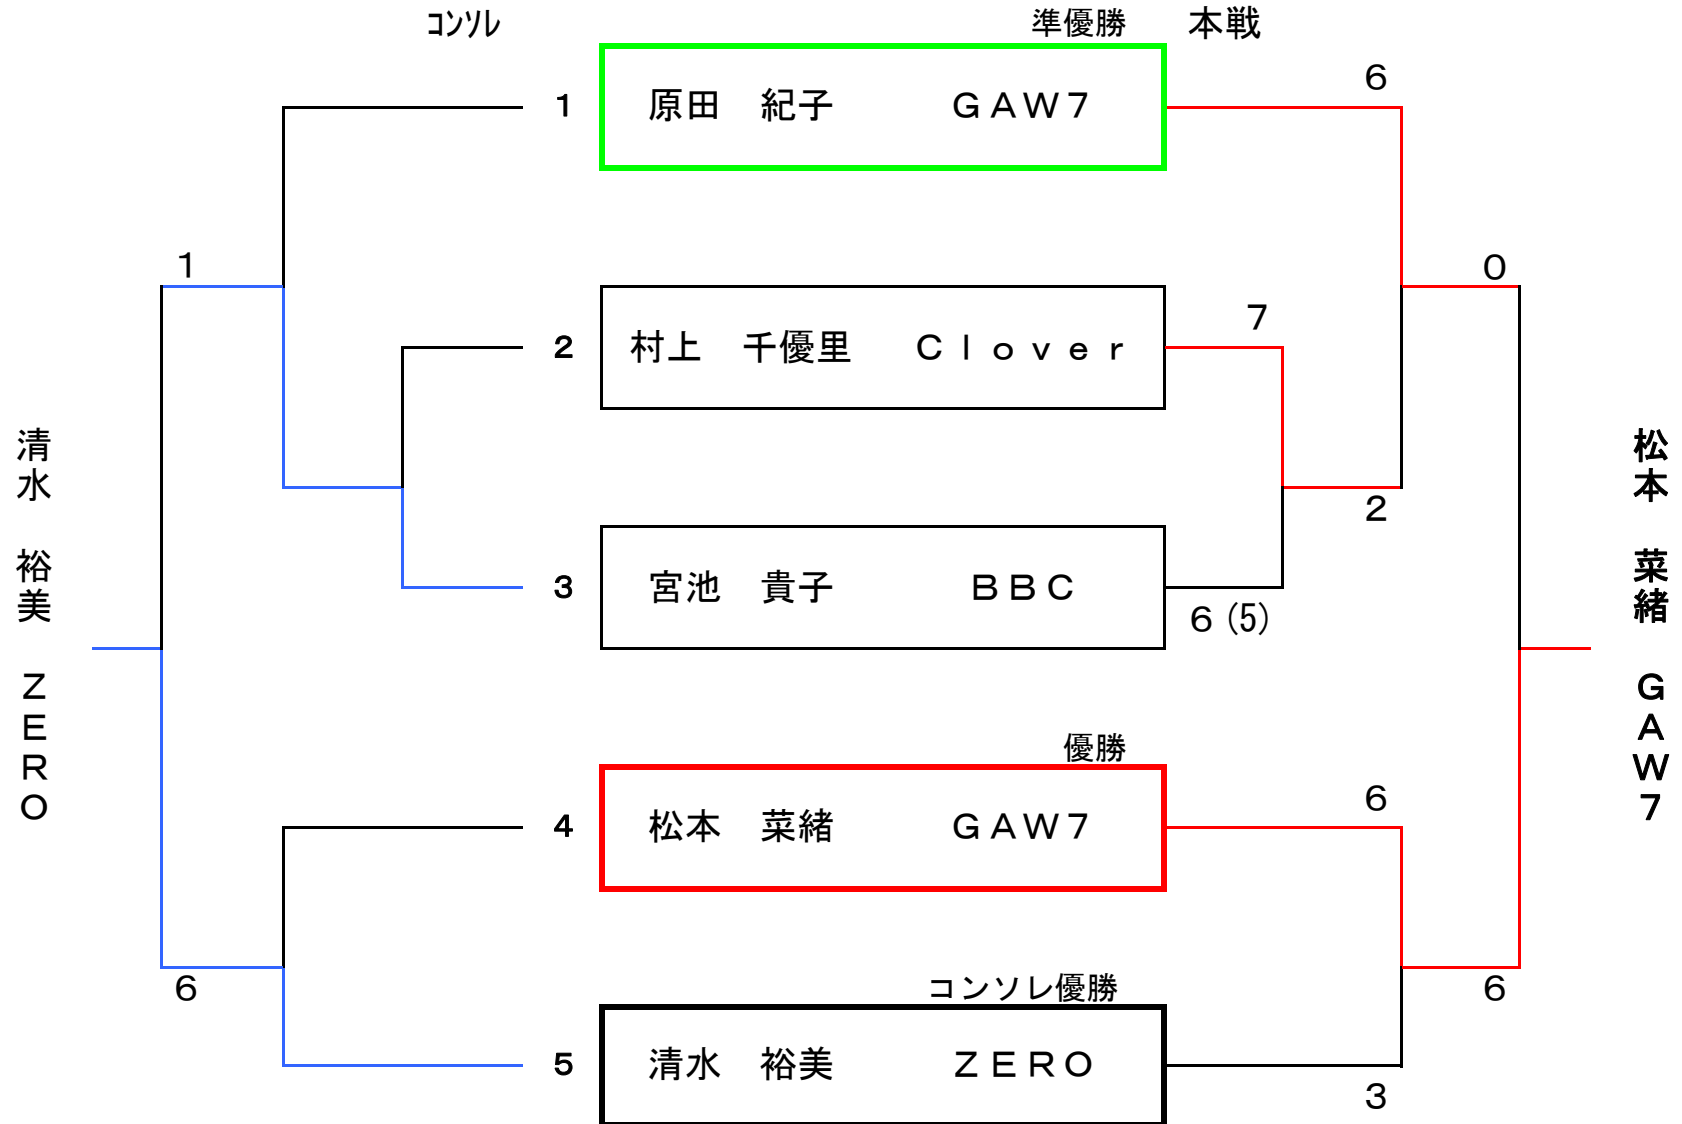 ｺﾝｿﾚ
準優勝 本戦
6
1 原田　紀子 ＧＡＷ７
1
0
7
2 村上　千優里 Ｃｌｏｖｅｒ
2
3 宮池　貴子 ＢＢＣ
6 (5)
清水　裕美　ＺＥＲＯ
松本　菜緒　ＧＡＷ７
優勝
6
4 松本　菜緒 ＧＡＷ７
6
コンソレ優勝
6
5 清水　裕美 ＺＥＲＯ
3